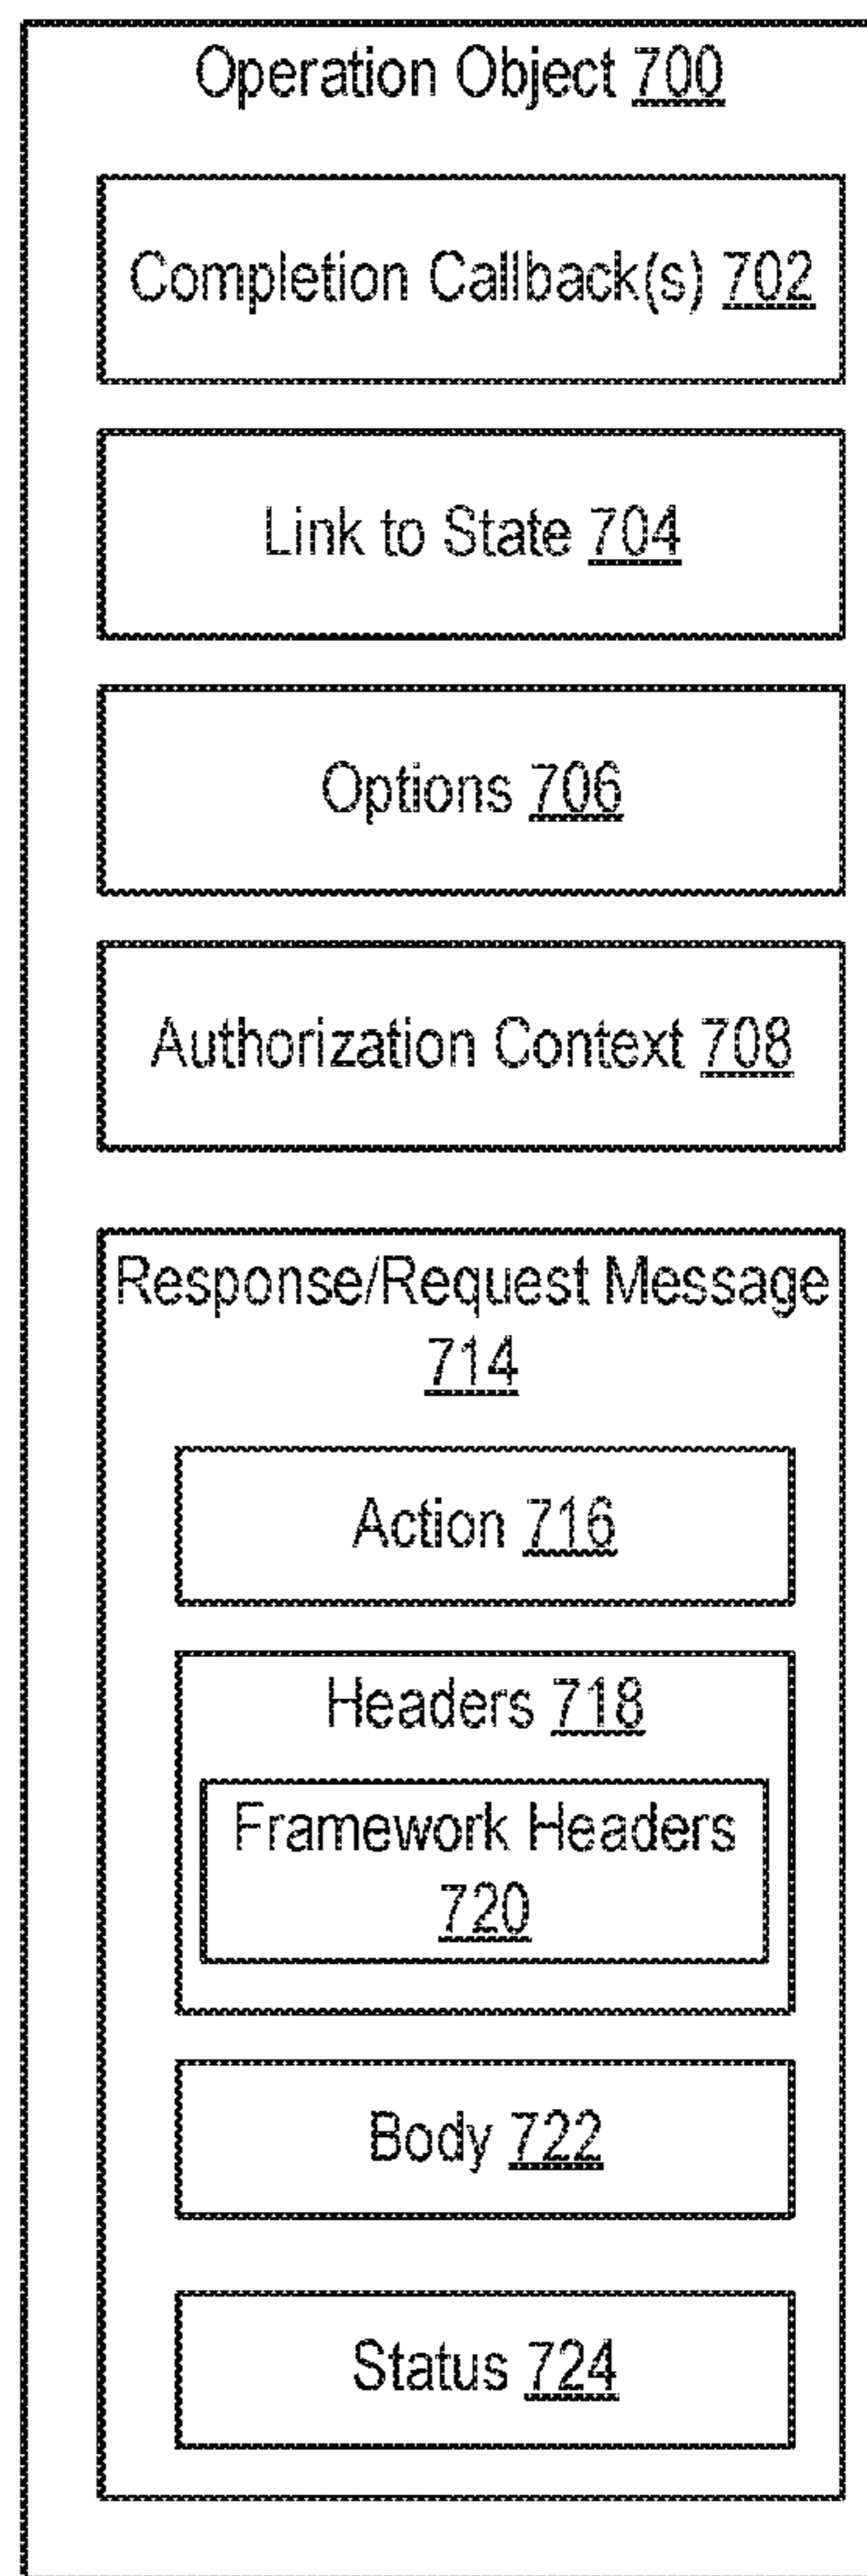 Operation Object 700
Completion Callback(s) 702
Link to State 704
Options 706
Authorization Context 708
Response/Request Message
714
Action 716
Headers 718
Framework Headers
720
Body 722
Status 724